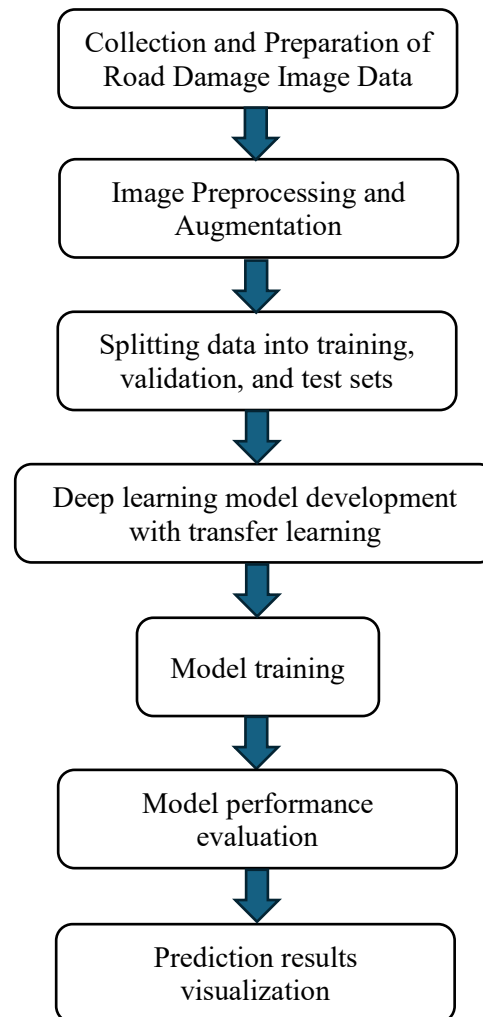 Collection and Preparation of
Road Damage Image Data
Image Preprocessing and
Augmentation
Splitting data into training,
validation, and test sets
Deep learning model development
with transfer learning
Model training
Model performance
evaluation
Prediction results
visualization